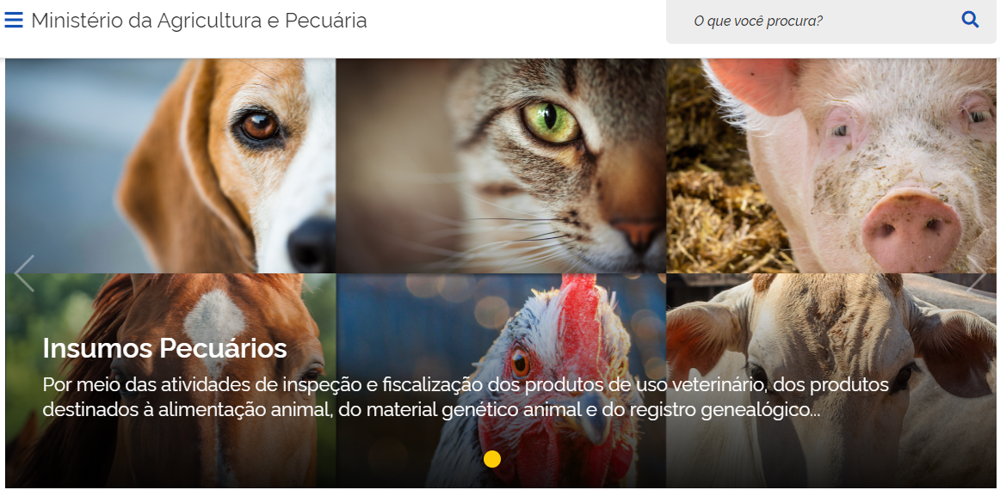 Ministério da Agricultura e Pecuária
O que você procura?
Insumos Pecuários
Por meio das atividades de inspeção e fiscalização dos produtos de uso veterinário, dos produtos
destinados à alimentação animal, do material genético animal e do registro genealógico...